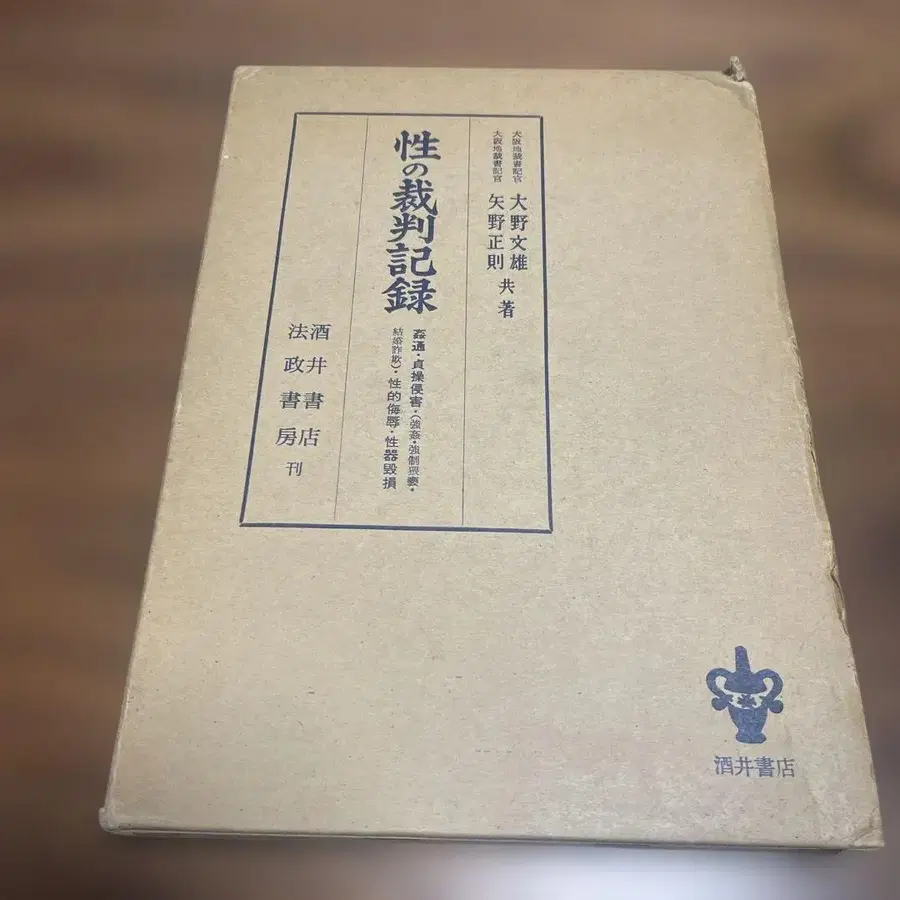 大阪地裁書記官 大野文雄
大阪地裁書記官 矢野正則
共著
性の裁判記録
姦通・貞操侵害・(強姦・強制猥褻・
結婚詐欺)・性的侮辱・性器毀損
酒井書店
法政書房
刊
酒井書店